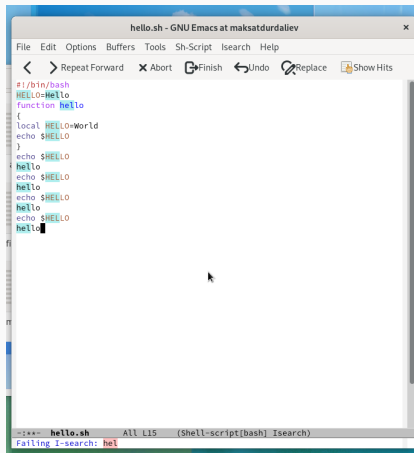 hello.sh - GNU Emacs at maksatdurdaliev
File Edit Options Buffers Tools Sh-Script Isearch Help
Repeat Forward Abort Finish Undo Replace Show Hits
#!/bin/bash
HELLO=Hello
function hello
{
local HELLO=World
echo $HELLO
}
echo $HELLO
hello
echo $HELLO
hello
echo $HELLO
hello
echo $HELLO
hello
-:**- hello.sh All L15 (Shell-script[bash] Isearch)
Failing I-search: hel